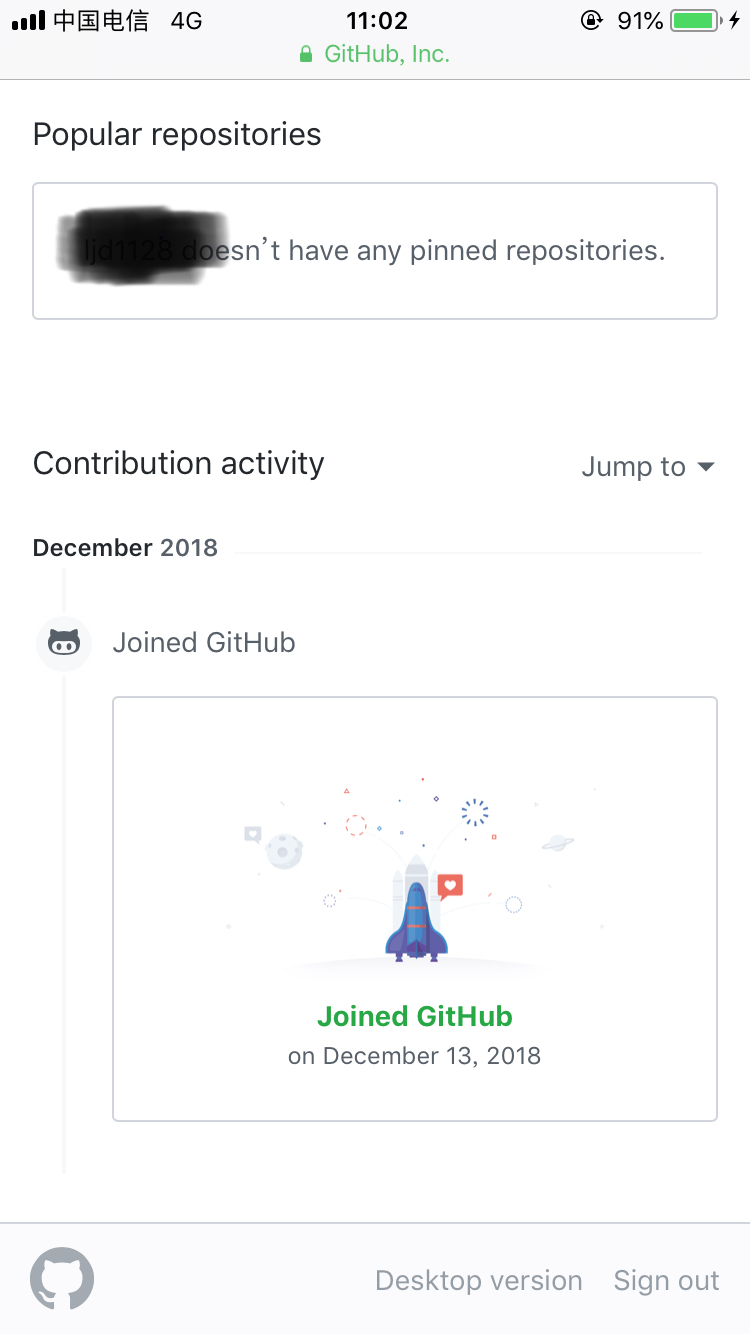 中国电信 4G 11:02 91%
GitHub, Inc.
Popular repositories
doesn’t have any pinned repositories.
Contribution activity
Jump to
December 2018
Joined GitHub
Joined GitHub
on December 13, 2018
Desktop version Sign out